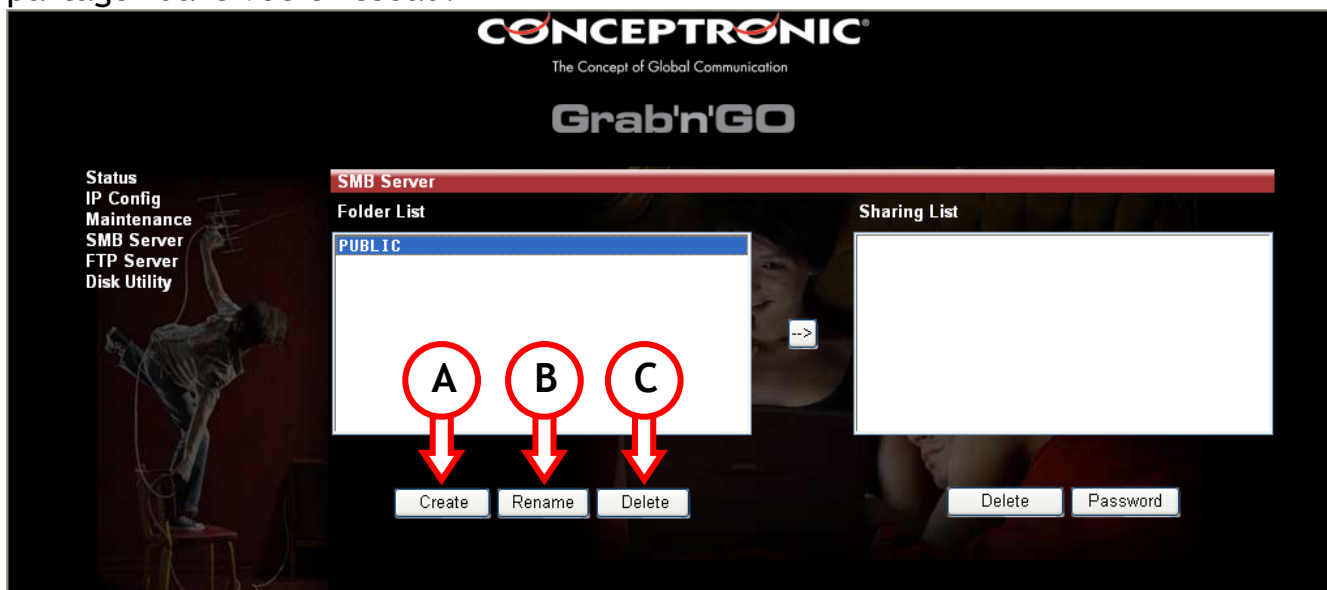 CONCEPTRONIC®
The Concept of Global Communication
Grab'n'GO
Status
IP Config
Maintenance
SMB Server
FTP Server
Disk Utility
SMB Server
Folder List
Sharing List
PUBLIC
-->
A B C
Create Rename Delete
Delete Password